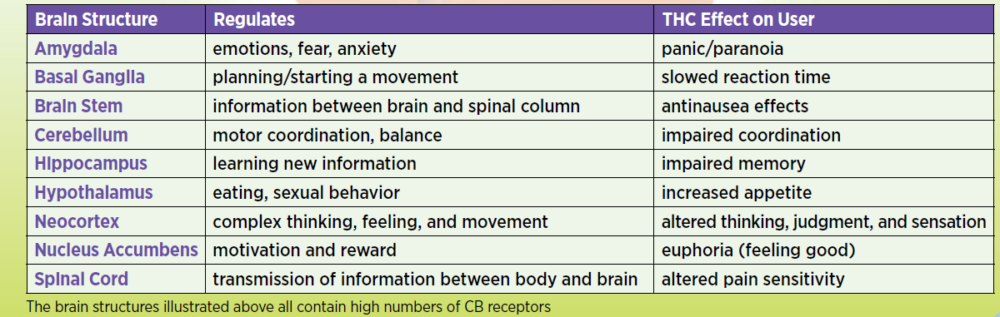 Brain Structure Regulates THC Effect on User
Amygdala emotions, fear, anxiety panic/paranoia
Basal Ganglia planning/starting a movement slowed reaction time
Brain Stem information between brain and spinal column antinausea effects
Cerebellum motor coordination, balance impaired coordination
Hippocampus learning new information impaired memory
Hypothalamus eating, sexual behavior increased appetite
Neocortex complex thinking, feeling, and movement altered thinking, judgment, and sensation
Nucleus Accumbens motivation and reward euphoria (feeling good)
Spinal Cord transmission of information between body and brain altered pain sensitivity
The brain structures illustrated above all contain high numbers of CB receptors